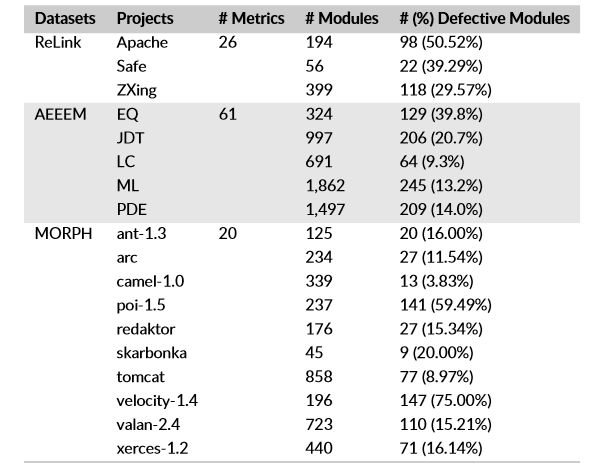 Datasets Projects # Metrics # Modules # (%) Defective Modules
ReLink Apache 26 194 98 (50.52%)
Safe 56 22 (39.29%)
ZXing 399 118 (29.57%)
AEEEM EQ 61 324 129 (39.8%)
JDT 997 206 (20.7%)
LC 691 64 (9.3%)
ML 1,862 245 (13.2%)
PDE 1,497 209 (14.0%)
MORPH ant-1.3 20 125 20 (16.00%)
arc 234 27 (11.54%)
camel-1.0 339 13 (3.83%)
poi-1.5 237 141 (59.49%)
redaktor 176 27 (15.34%)
skarbonka 45 9 (20.00%)
tomcat 858 77 (8.97%)
velocity-1.4 196 147 (75.00%)
valan-2.4 723 110 (15.21%)
xerces-1.2 440 71 (16.14%)